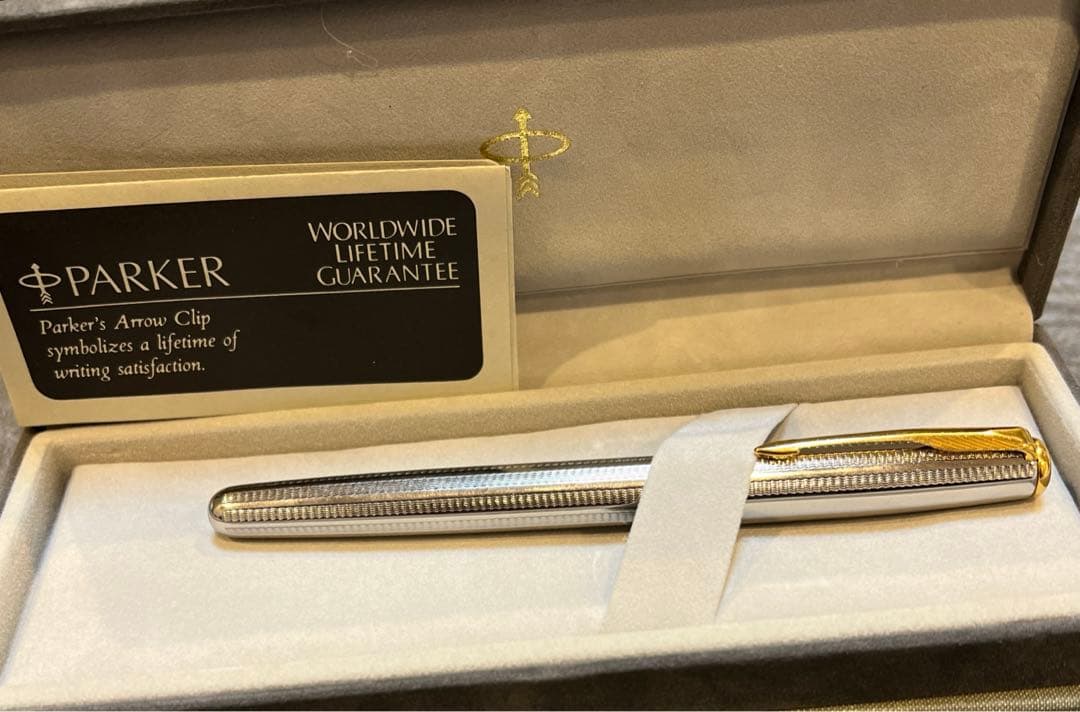 PARKER
WORLDWIDE
LIFETIME
GUARANTEE
Parker's Arrow Clip
symbolizes a lifetime of
writing satisfaction.